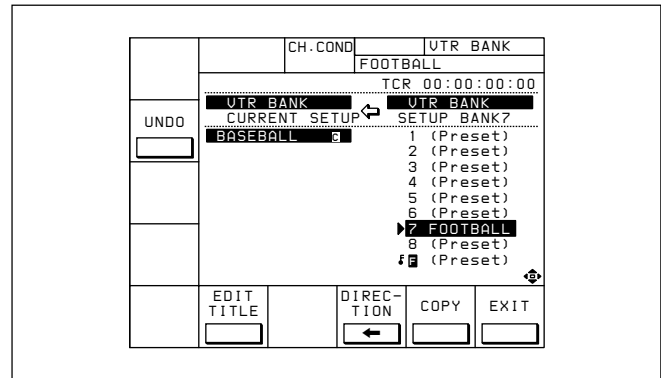 CH.COND VTR BANK
FOOTBALL
TCR 00:00:00:00
VTR BANK VTR BANK
UNDO CURRENT SETUP SETUP BANK7
BASEBALL C 1 (Preset)
2 (Preset)
3 (Preset)
4 (Preset)
5 (Preset)
6 (Preset)
7 FOOTBALL
8 (Preset)
F (Preset)
EDIT TITLE
DIREC-TION
COPY
EXIT